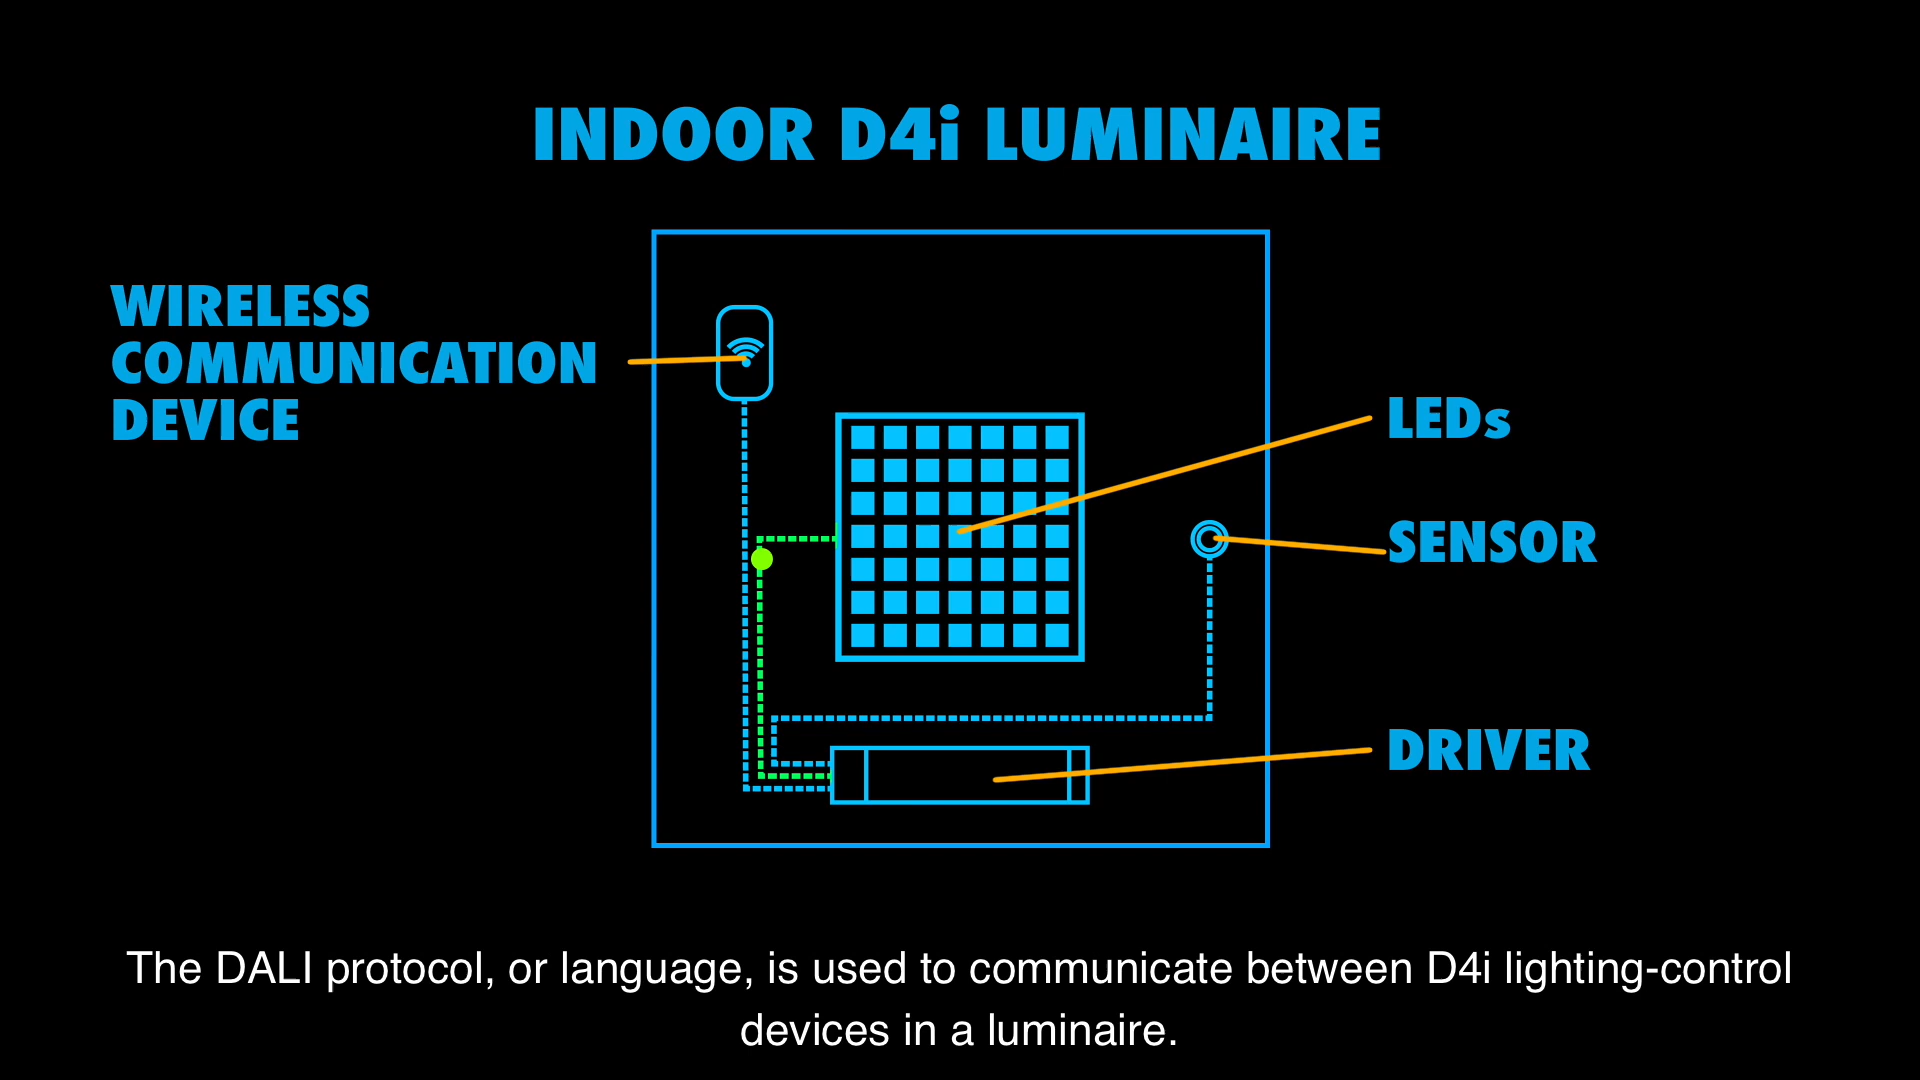 INDOOR D4i LUMINAIRE
WIRELESS
COMMUNICATION
DEVICE
LEDs
SENSOR
DRIVER
The DALI protocol, or language, is used to communicate between D4i lighting-control
devices in a luminaire.